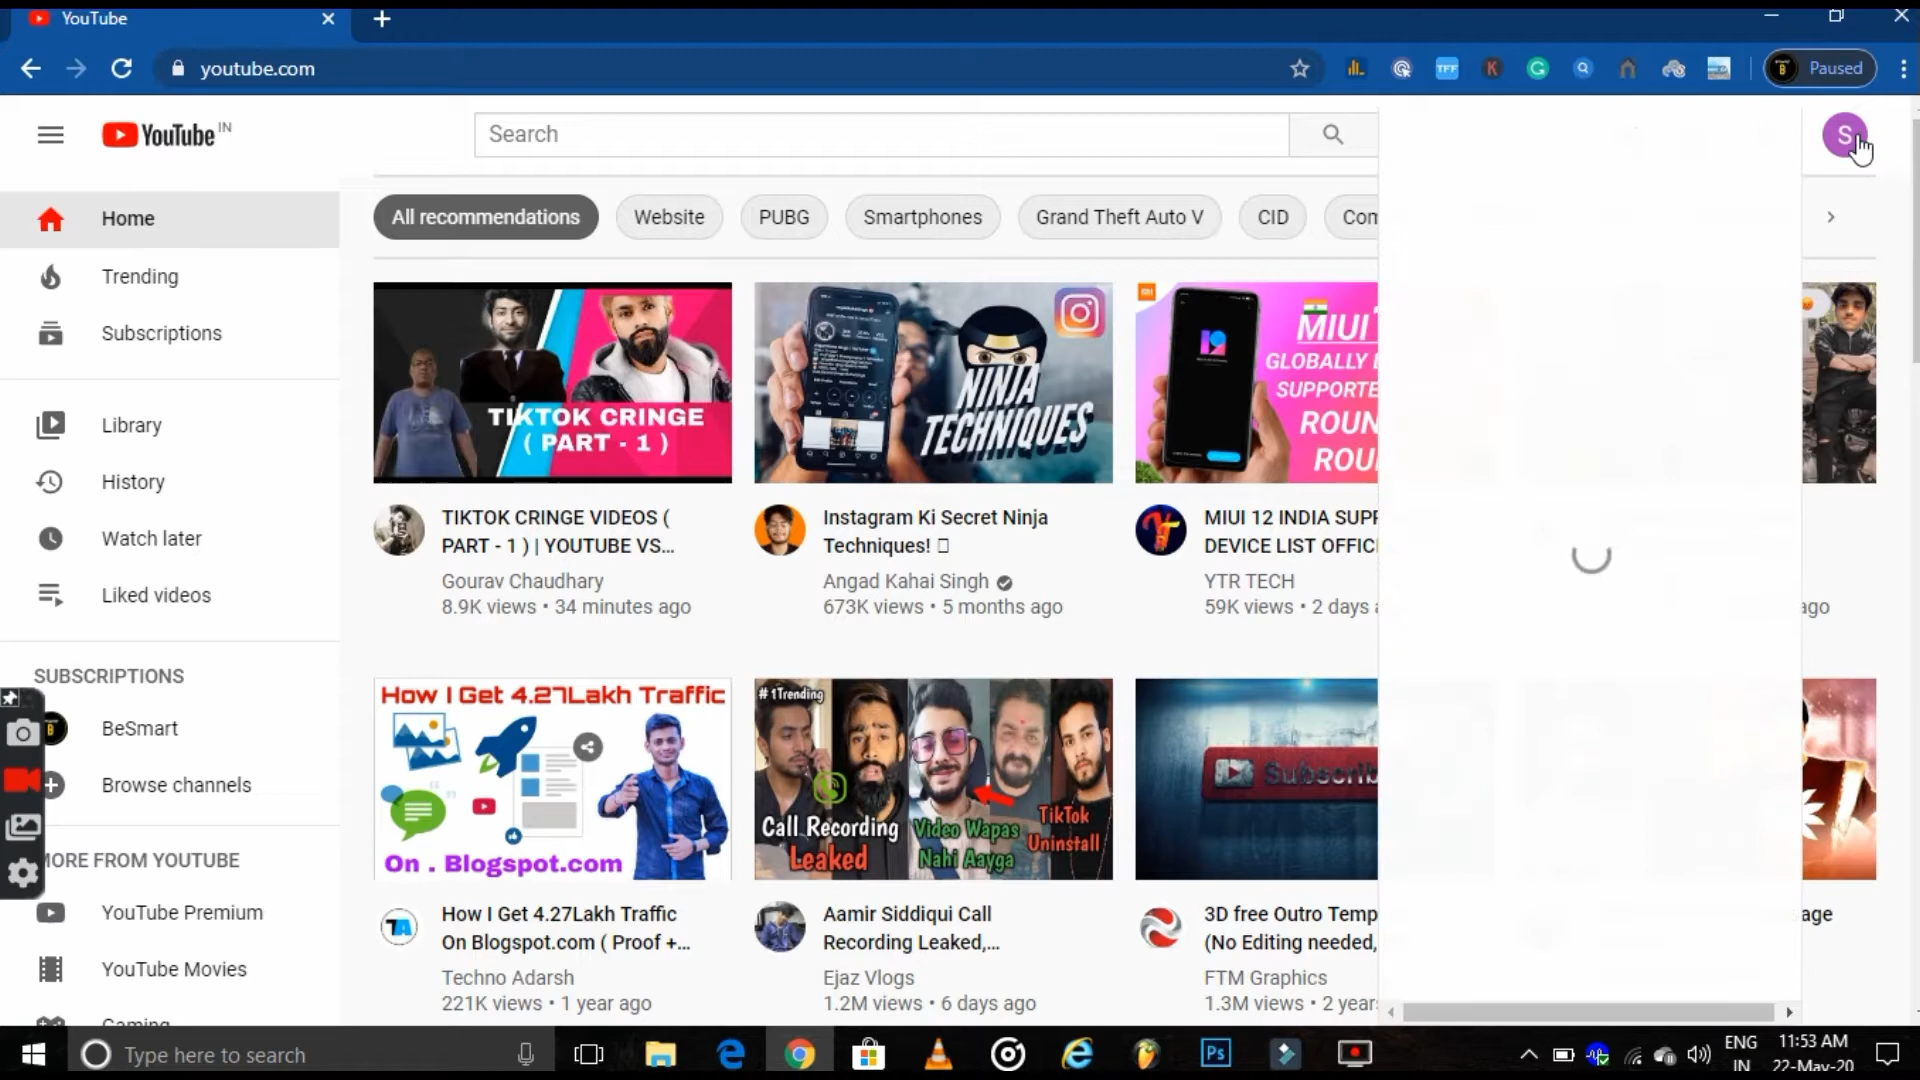 YouTube
youtube.com
TFF
K
B
Paused
YouTube IN
Search
S
Home
Trending
Subscriptions
Library
History
Watch later
Liked videos
SUBSCRIPTIONS
BeSmart
Browse channels
MORE FROM YOUTUBE
YouTube Premium
YouTube Movies
Gaming
All recommendations
Website
PUBG
Smartphones
Grand Theft Auto V
CID
Con
TIKTOK CRINGE
( PART - 1 )
NINJA
TECHNIQUES
MIUI
GLOBALLY
SUPPORTE
ROUN
ROU
TIKTOK CRINGE VIDEOS (
PART - 1 ) | YOUTUBE VS...
Gourav Chaudhary
8.9K views • 34 minutes ago
Instagram Ki Secret Ninja
Techniques!
Angad Kahai Singh
673K views • 5 months ago
MIUI 12 INDIA SUPF
DEVICE LIST OFFIC
YTR TECH
59K views • 2 days a
ago
How I Get 4.27Lakh Traffic
On . Blogspot.com
#1Trending
Call Recording
Leaked
Video Wapas
Nahi Aayga
TikTok
Uninstall
Subscrib
TA
How I Get 4.27Lakh Traffic
On Blogspot.com ( Proof +...
Techno Adarsh
221K views • 1 year ago
Aamir Siddiqui Call
Recording Leaked,...
Ejaz Vlogs
1.2M views • 6 days ago
3D free Outro Temp
(No Editing needed,
FTM Graphics
1.3M views • 2 year
age
Type here to search
Ps
ENG
IN
11:53 AM
22-May-20